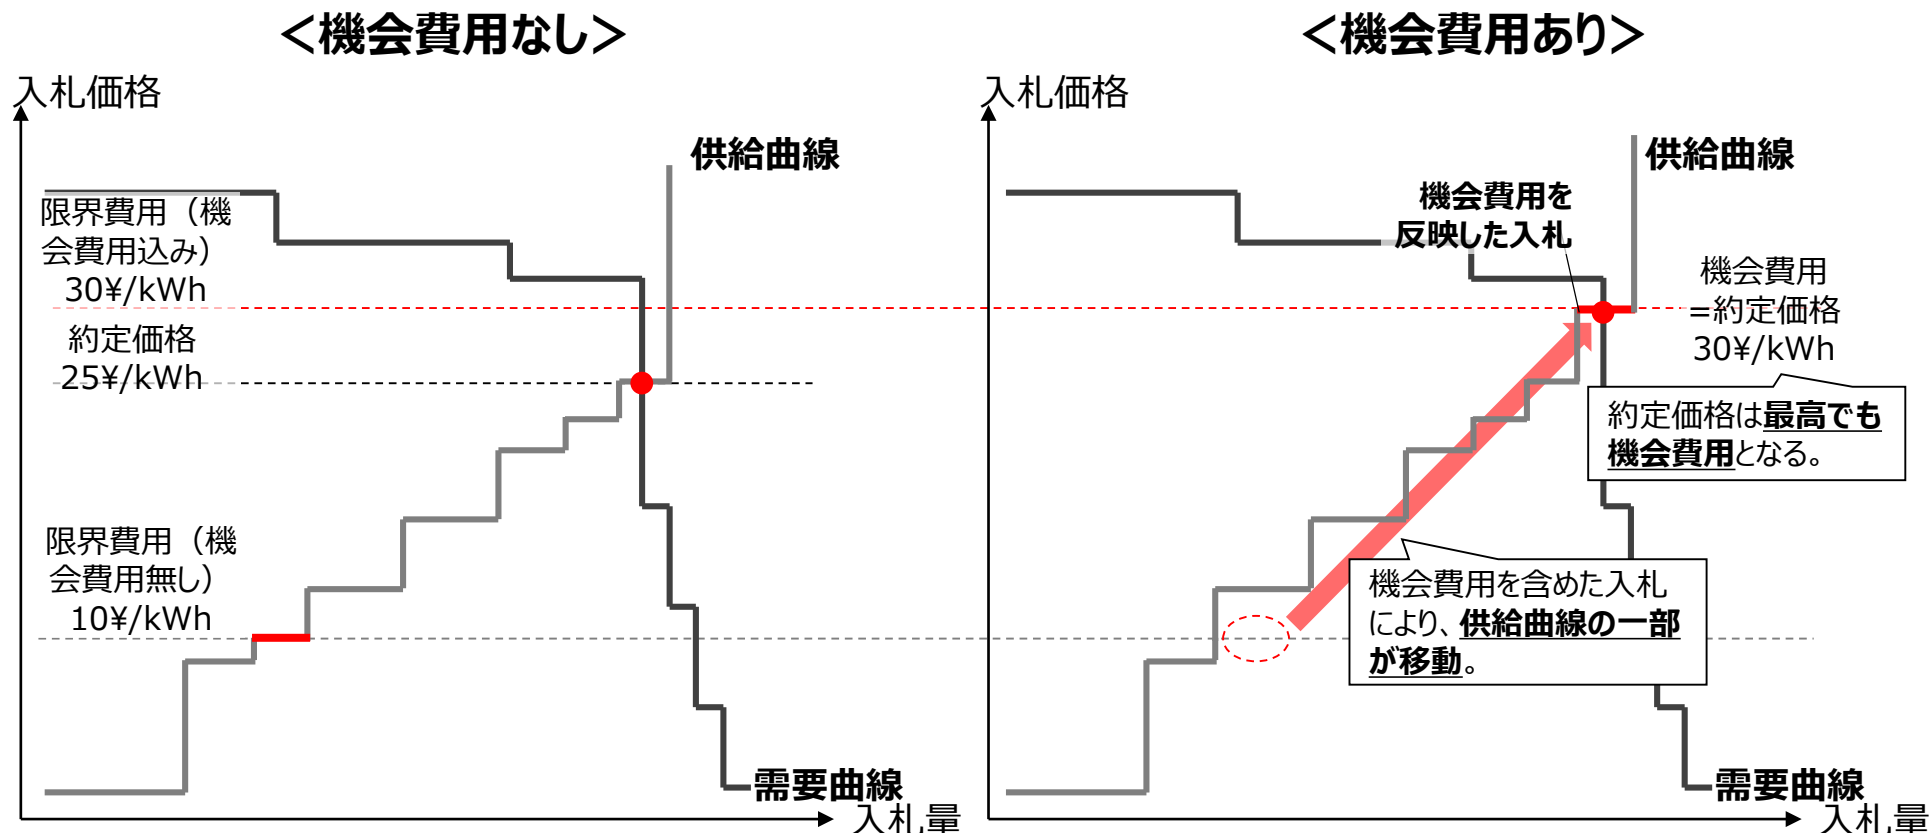 ＜機会費用なし＞
入札価格
供給曲線
限界費用（機
会費用込み）
30¥/kWh
約定価格
25¥/kWh
限界費用（機
会費用無し）
10¥/kWh
需要曲線
入札量
＜機会費用あり＞
入札価格
供給曲線
機会費用を
反映した入札
機会費用
=約定価格
30¥/kWh
約定価格は最高でも
機会費用となる。
機会費用を含めた入札
により、供給曲線の一部
が移動。
需要曲線
入札量